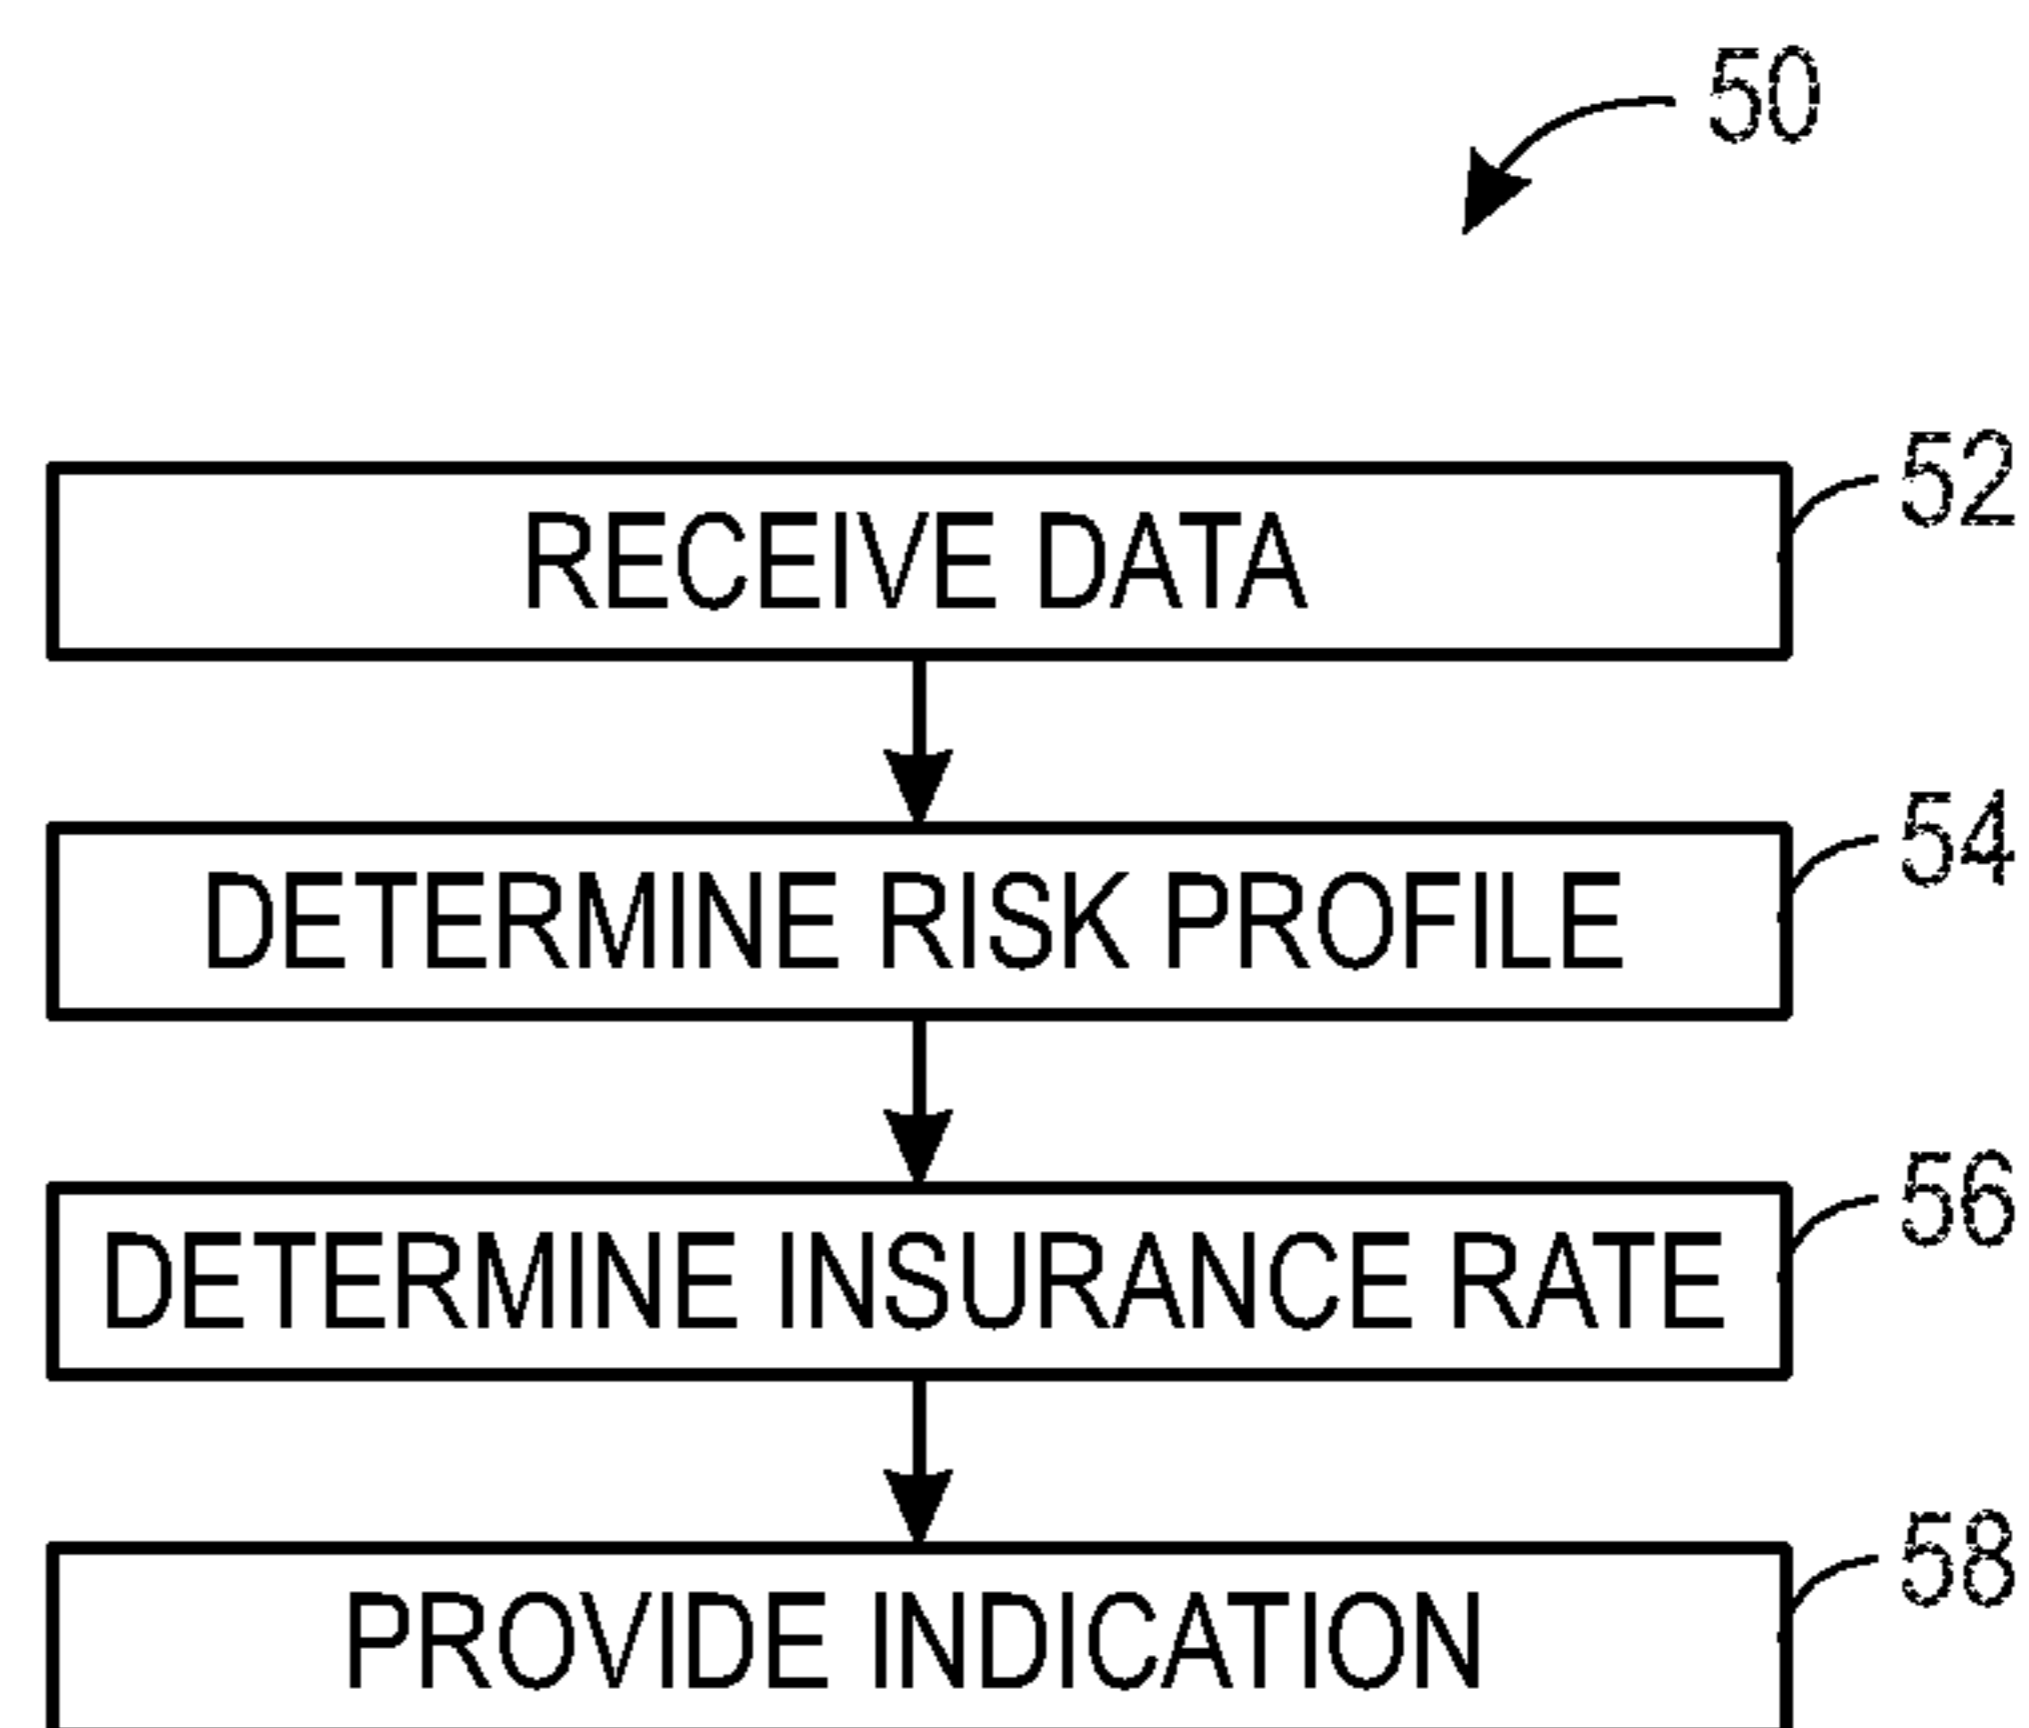 50
RECEIVE DATA
52
DETERMINE RISK PROFILE
54
DETERMINE INSURANCE RATE
56
PROVIDE INDICATION
58